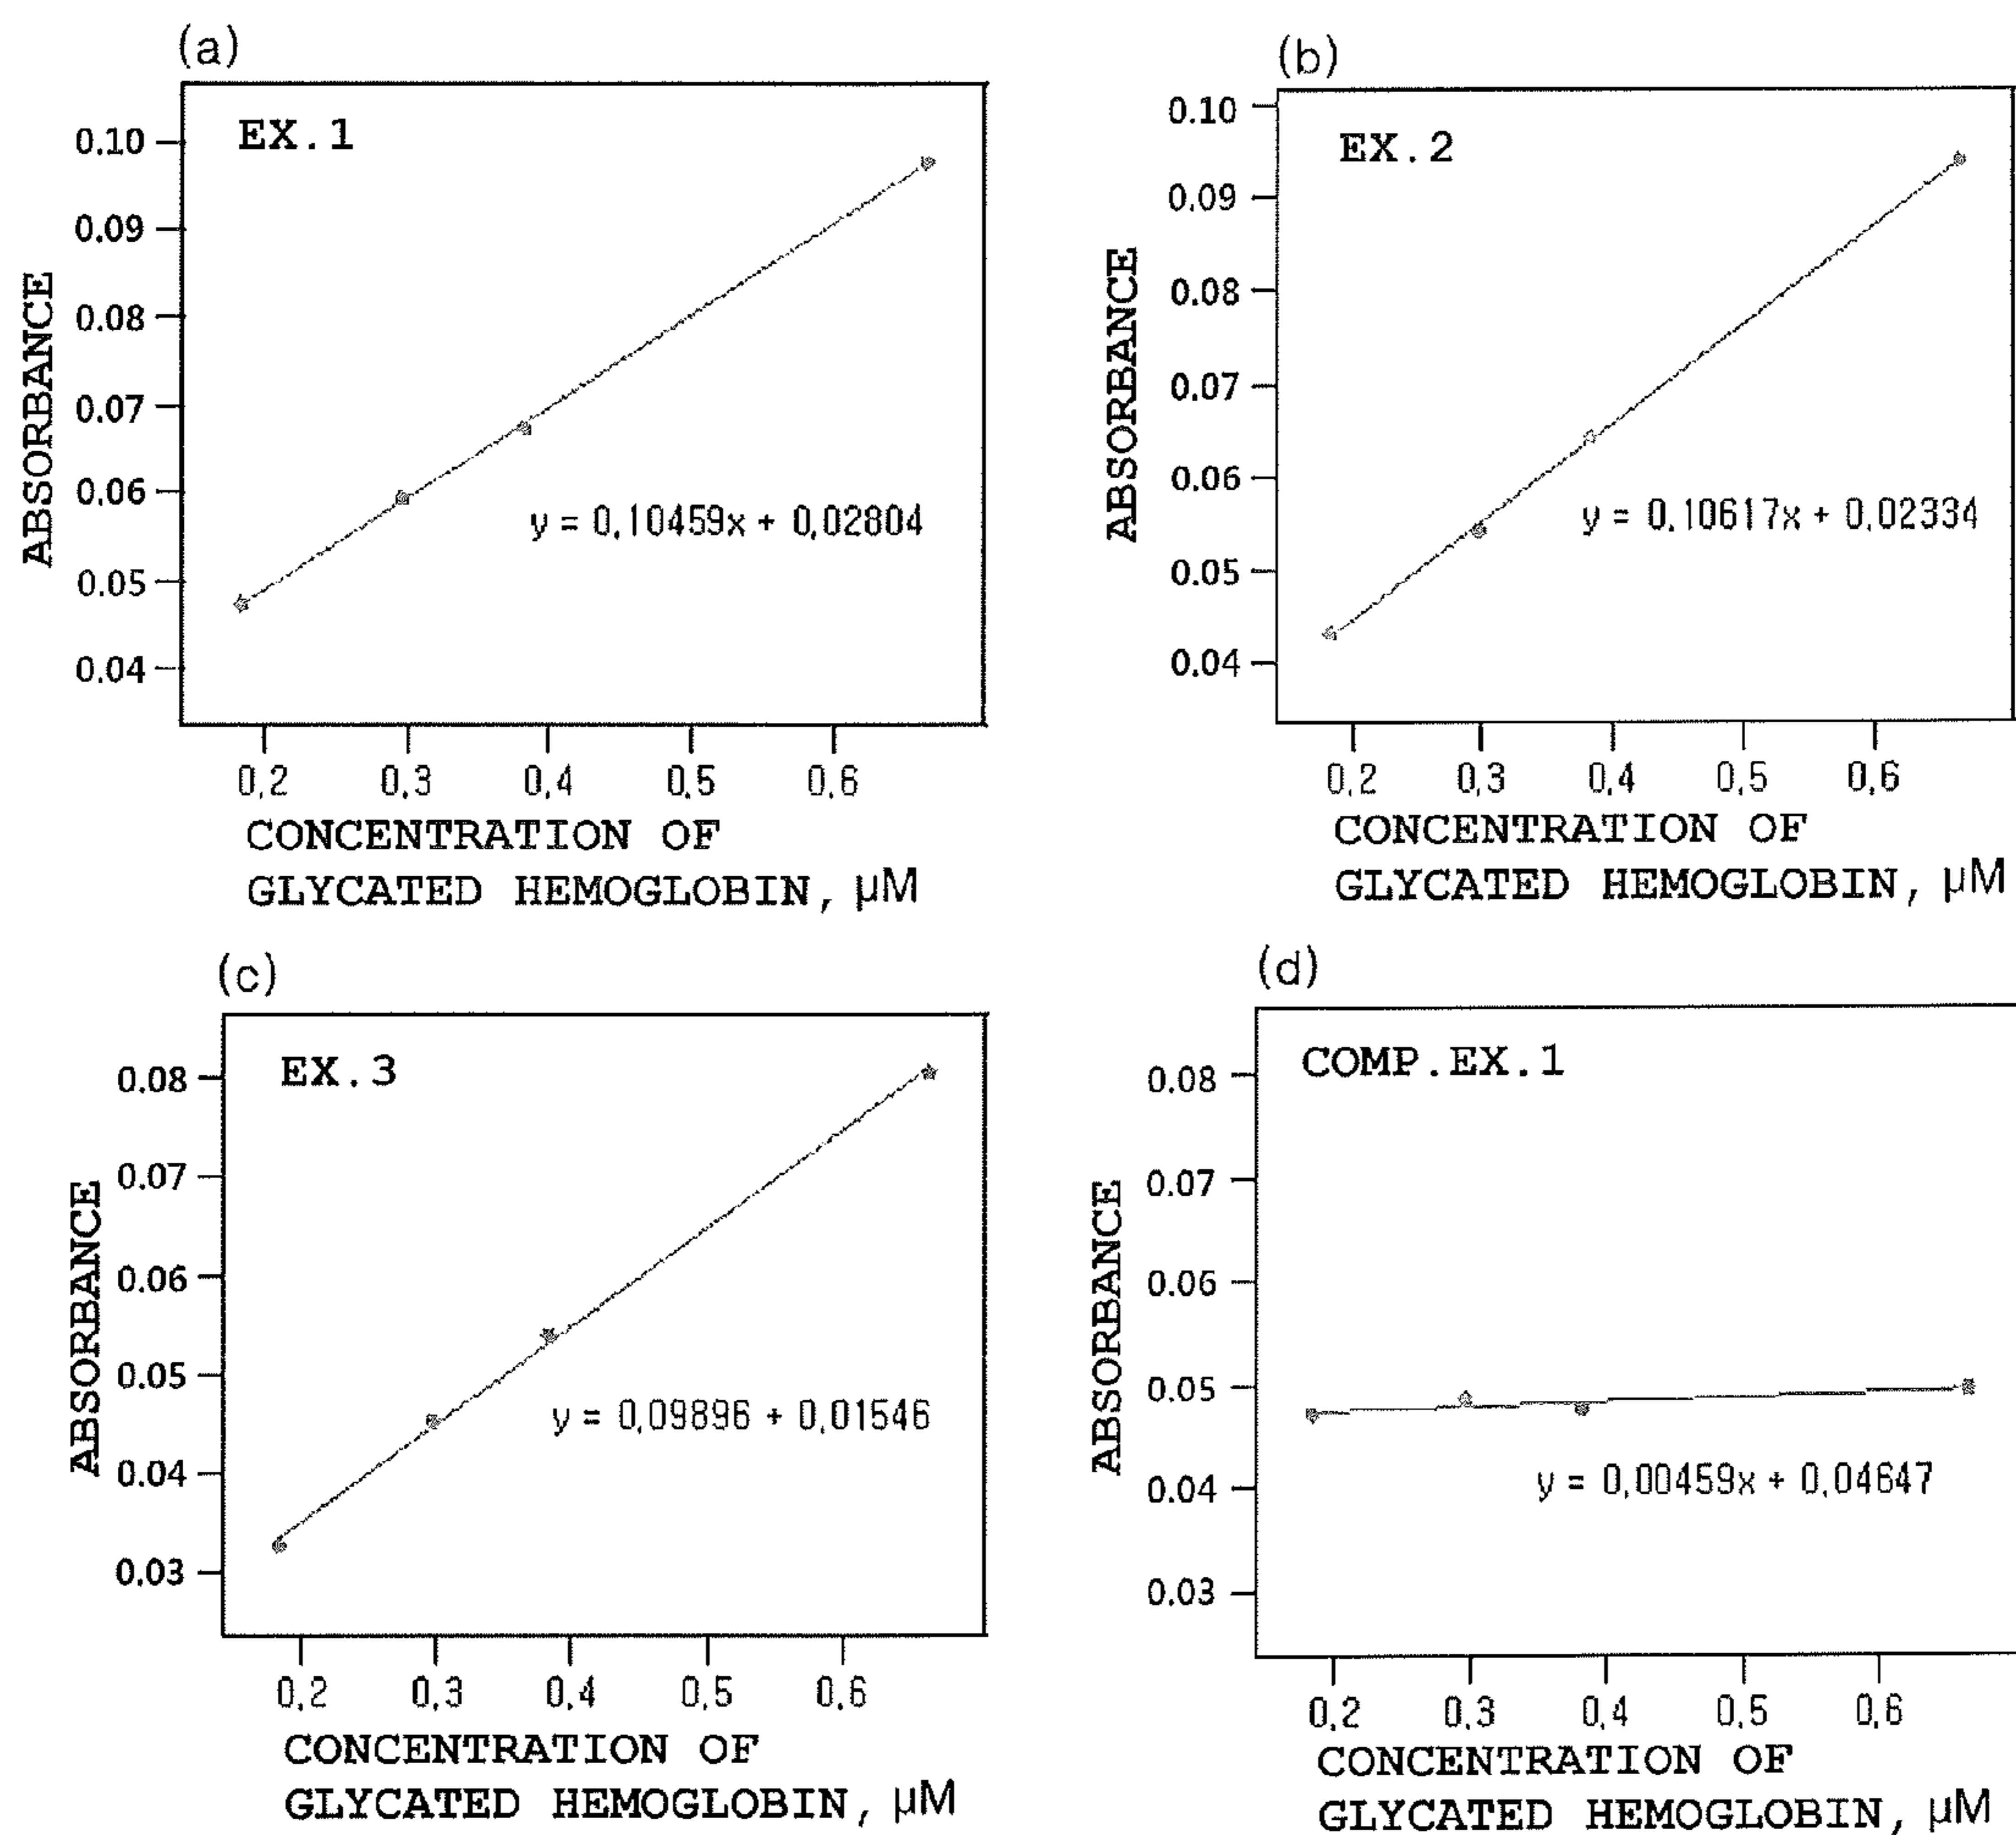 (a)
EX.1
ABSORBANCE
0.10
0.09
0.08
0.07
0.06
0.05
0.04
y = 0.10459x + 0.02804
0.2 0.3 0.4 0.5 0.6
CONCENTRATION OF
GLYCATED HEMOGLOBIN, µM
(b)
EX.2
ABSORBANCE
0.10
0.09
0.08
0.07
0.06
0.05
0.04
y = 0.10617x + 0.02334
0.2 0.3 0.4 0.5 0.6
CONCENTRATION OF
GLYCATED HEMOGLOBIN, µM
(c)
EX.3
ABSORBANCE
0.08
0.07
0.06
0.05
0.04
0.03
y = 0.09896 + 0.01546
0.2 0.3 0.4 0.5 0.6
CONCENTRATION OF
GLYCATED HEMOGLOBIN, µM
(d)
COMP.EX.1
ABSORBANCE
0.08
0.07
0.06
0.05
0.04
0.03
y = 0.00459x + 0.04647
0.2 0.3 0.4 0.5 0.6
CONCENTRATION OF
GLYCATED HEMOGLOBIN, µM